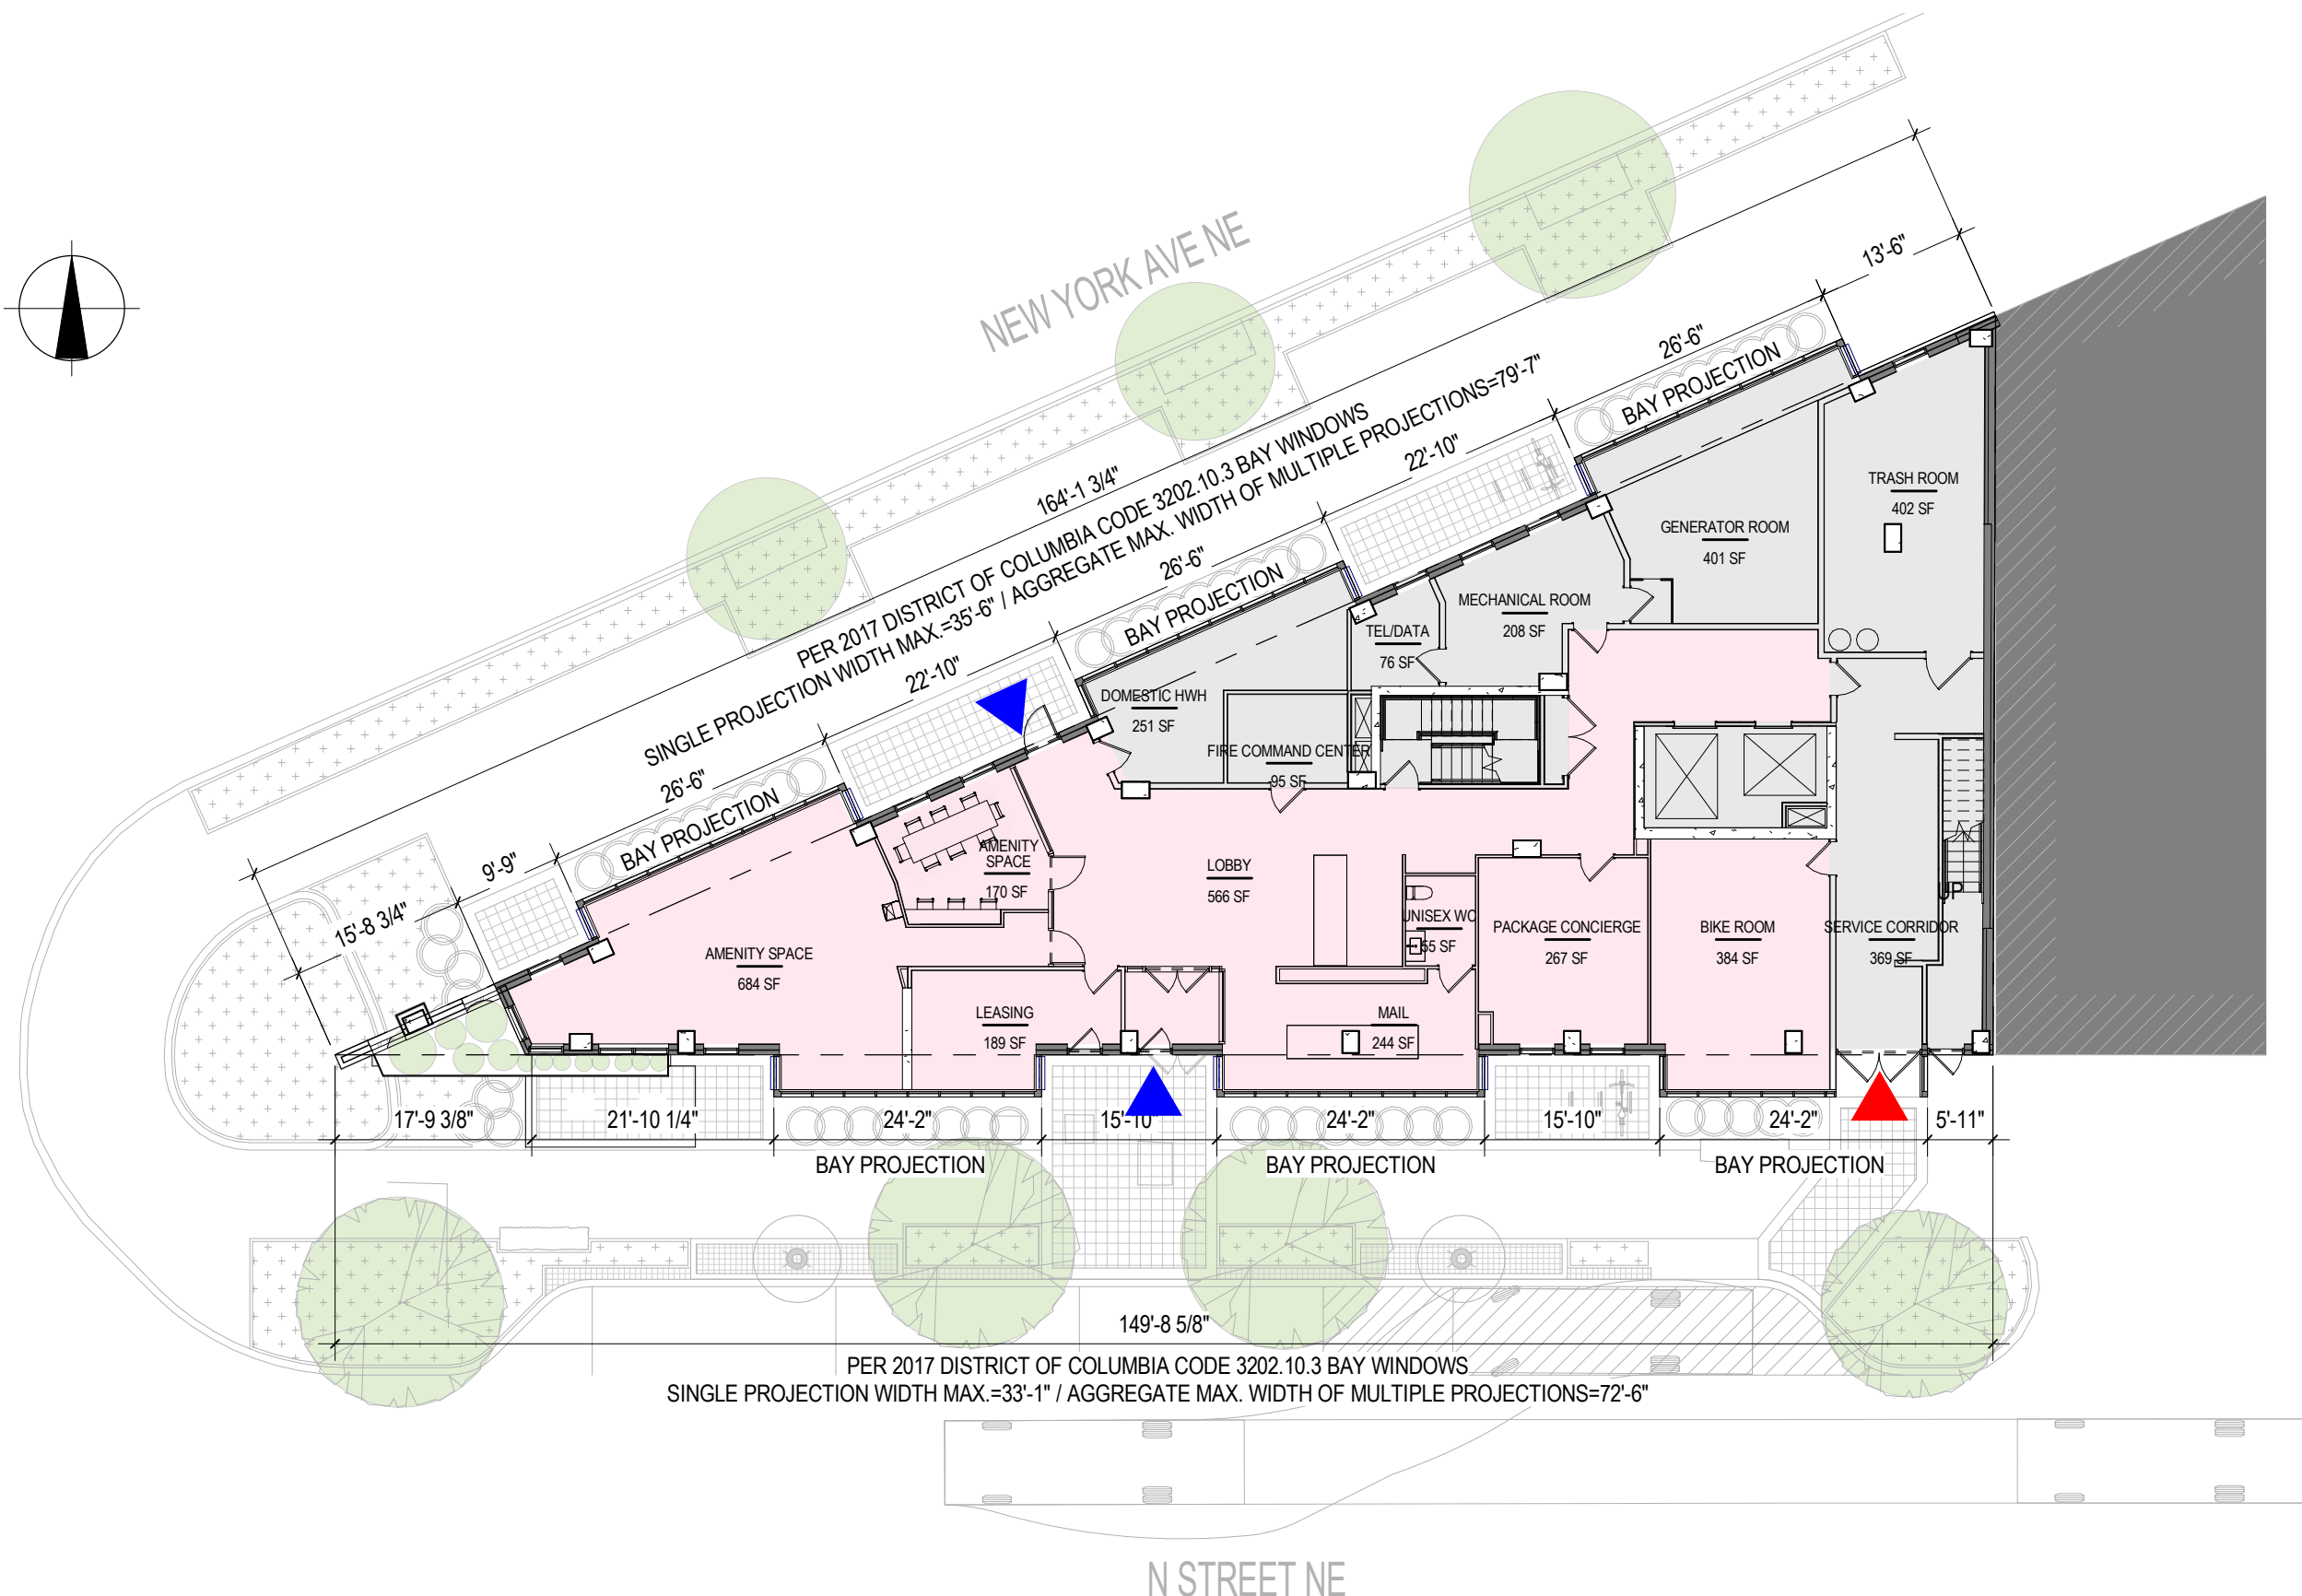 NEW YORK AVE NE
13'-6"
26'-6"
BAY PROJECTION
164'-1 3/4"
PER 2017 DISTRICT OF COLUMBIA CODE 3202.10.3 BAY WINDOWS
SINGLE PROJECTION WIDTH MAX.=35'-6" / AGGREGATE MAX. WIDTH OF MULTIPLE PROJECTIONS=79'-7"
22'-10"
26'-6"
BAY PROJECTION
22'-10"
26'-6"
BAY PROJECTION
9'-9"
15'-8 3/4"
TRASH ROOM
402 SF
GENERATOR ROOM
401 SF
MECHANICAL ROOM
208 SF
TEL/DATA
76 SF
DOMESTIC HWH
251 SF
FIRE COMMAND CENTER
95 SF
AMENITY
SPACE
170 SF
LOBBY
566 SF
UNISEX WC
55 SF
PACKAGE CONCIERGE
267 SF
BIKE ROOM
384 SF
SERVICE CORRIDOR
369 SF
UP
AMENITY SPACE
684 SF
LEASING
189 SF
MAIL
244 SF
17'-9 3/8"
21'-10 1/4"
24'-2"
15'-10"
24'-2"
15'-10"
24'-2"
5'-11"
BAY PROJECTION
BAY PROJECTION
BAY PROJECTION
149'-8 5/8"
PER 2017 DISTRICT OF COLUMBIA CODE 3202.10.3 BAY WINDOWS
SINGLE PROJECTION WIDTH MAX.=33'-1" / AGGREGATE MAX. WIDTH OF MULTIPLE PROJECTIONS=72'-6"
N STREET NE